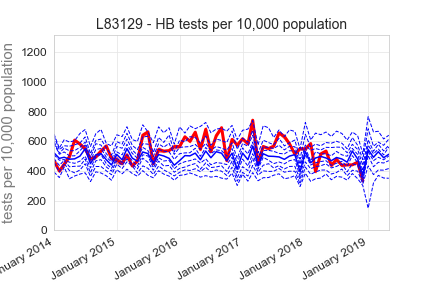 L83129 - HB tests per 10,000 population
tests per 10,000 population
1200
1000
800
600
400
200
0
nuary 2014
January 2015
January 2016
January 2017
January 2018
January 2019